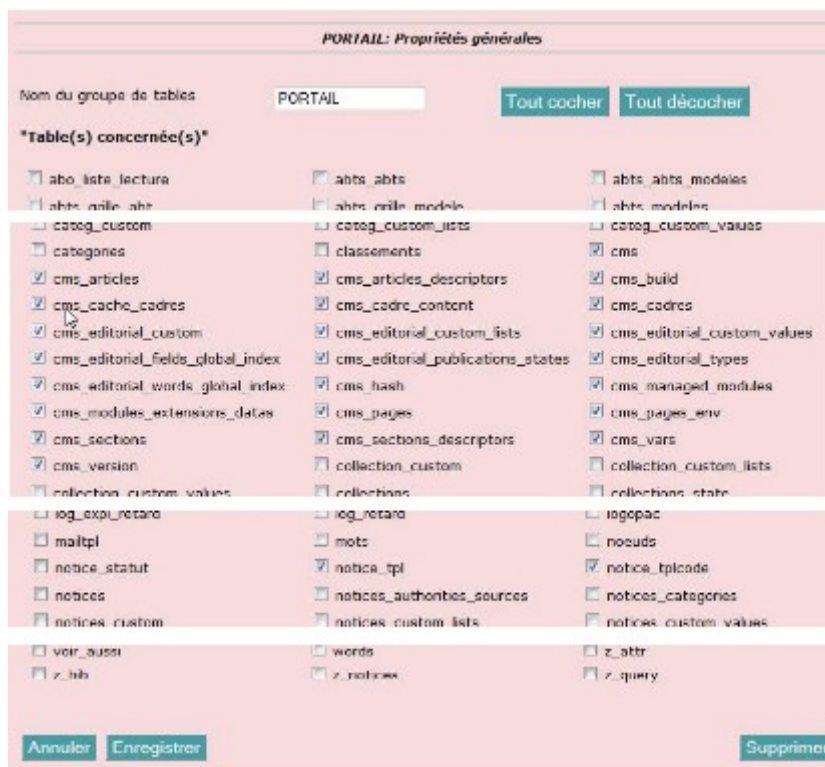 PORTAIL: Propriétés générales
Nom du groupe de tables PORTAIL Tout cocher Tout décocher
"Table(s) concernée(s)"
abo_liste_lecture abts_abts abts_abts_modeles
abts_grille_abt abts_grille_modele abts_modeles
categ_custom categ_custom_lists categ_custom_values
categories classements cms
cms_articles cms_articles_descriptors cms_build
cms_cache_cadres cms_cadre_content cms_cadres
cms_editorial_custom cms_editorial_custom_lists cms_editorial_custom_values
cms_editorial_fields_global_index cms_editorial_publications_states cms_editorial_types
cms_editorial_words_global_index cms_hash cms_managed_modules
cms_modules_extensions_datas cms_pages cms_pages_env
cms_sections cms_sections_descriptors cms_vars
cms_version collection_custom collection_custom_lists
collection_custom_values collections collections_state
log_expl_retard log_retard logopac
mailtpl mots noeuds
notice_statut notice_tpl notice_tplcode
notices notices_authorities_sources notices_categories
notices_custom notices_custom_lists notices_custom_values
voir_aussi words z_attr
z_bib z_notices z_query
Annuler Enregistrer Supprimer